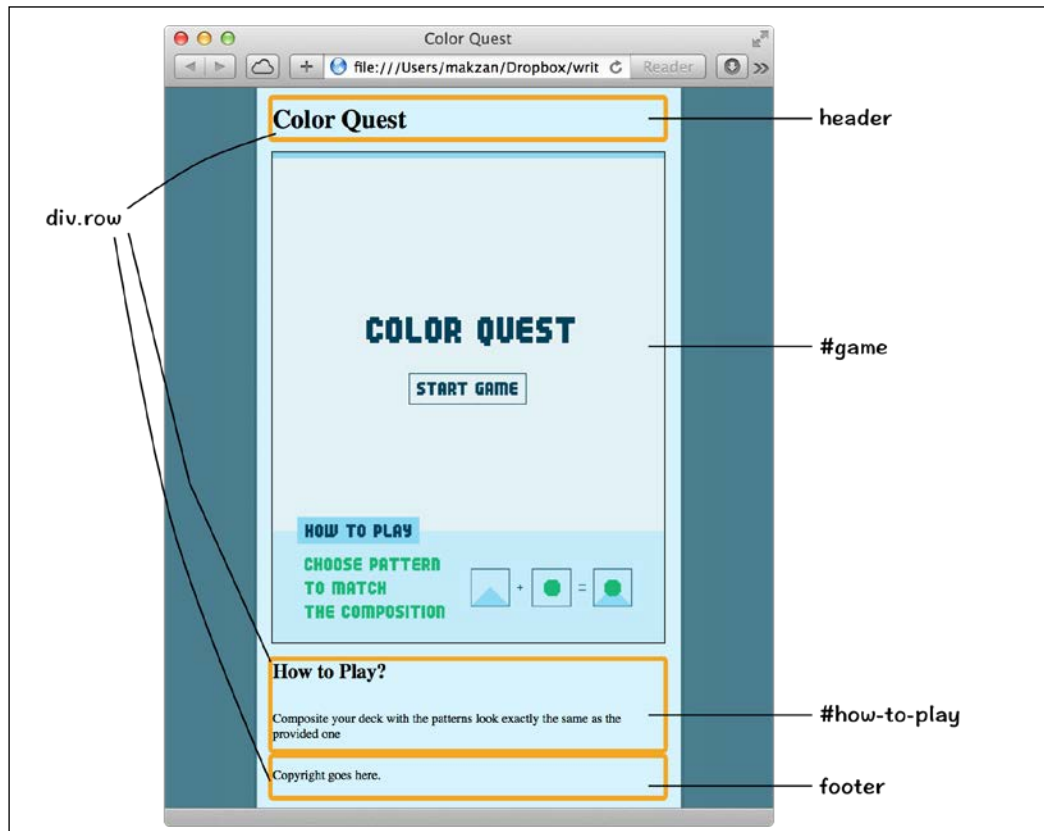 Color Quest
file:///Users/makzan/Dropbox/writ
Reader
Color Quest
header
div.row
COLOR QUEST
#game
START GAME
HOW TO PLAY
CHOOSE PATTERN
TO MATCH
THE COMPOSITION
+ =
How to Play?
Composite your deck with the patterns look exactly the same as the
provided one
#how-to-play
Copyright goes here.
footer